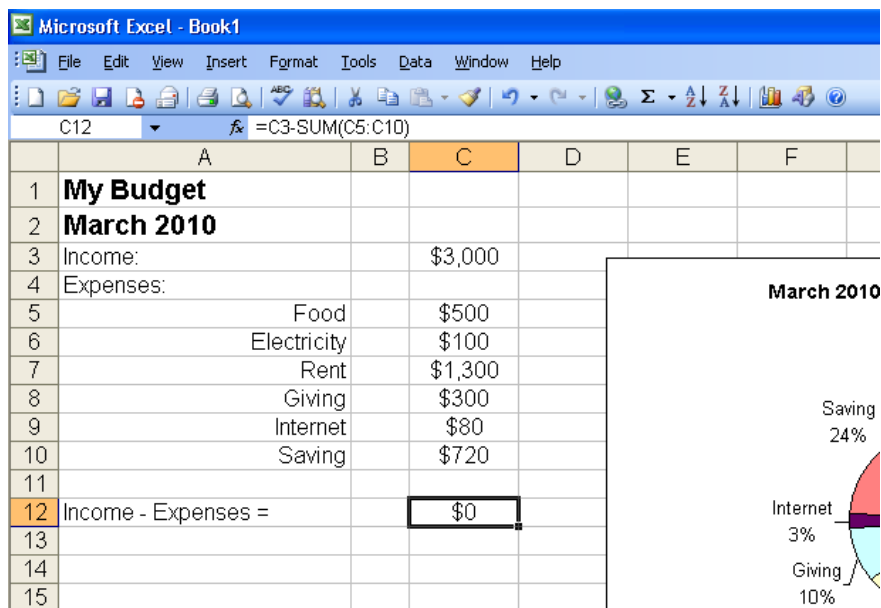 Microsoft Excel - Book1
File Edit View Insert Format Tools Data Window Help
ABC Σ A Z Z A
C12 fx =C3-SUM(C5:C10)
A B C D E F
1 My Budget
2 March 2010
3 Income: $3,000
4 Expenses:
5 Food $500
6 Electricity $100
7 Rent $1,300
8 Giving $300
9 Internet $80
10 Saving $720
11
12 Income - Expenses = $0
13
14
15
March 2010
Saving
24%
Internet
3%
Giving
10%